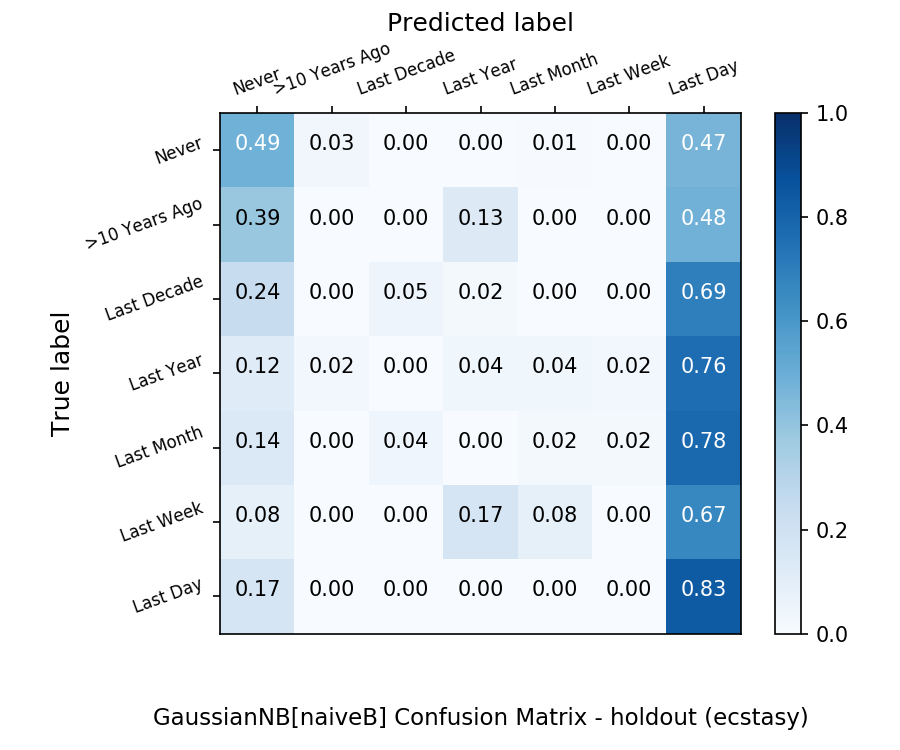 Predicted label
Never >10 Years Ago Last Decade Last Year Last Month Last Week Last Day
True label
Never 0.49 0.03 0.00 0.00 0.01 0.00 0.47
>10 Years Ago 0.39 0.00 0.00 0.13 0.00 0.00 0.48
Last Decade 0.24 0.00 0.05 0.02 0.00 0.00 0.69
Last Year 0.12 0.02 0.00 0.04 0.04 0.02 0.76
Last Month 0.14 0.00 0.04 0.00 0.02 0.02 0.78
Last Week 0.08 0.00 0.00 0.17 0.08 0.00 0.67
Last Day 0.17 0.00 0.00 0.00 0.00 0.00 0.83
1.0
0.8
0.6
0.4
0.2
0.0
GaussianNB[naiveB] Confusion Matrix - holdout (ecstasy)